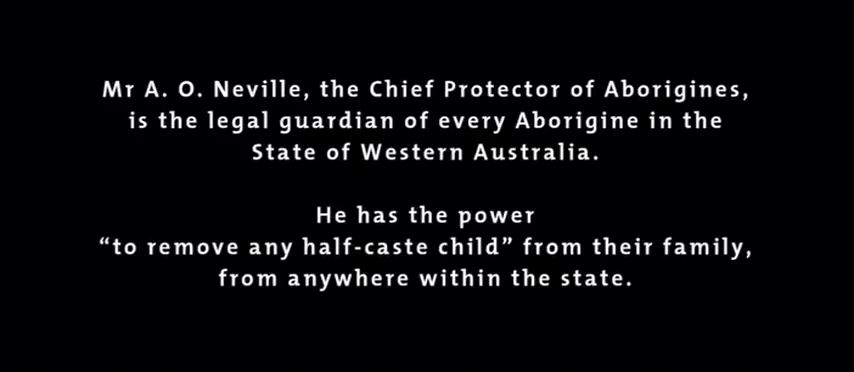 Mr A. O. Neville, the Chief Protector of Aborigines,
is the legal guardian of every Aborigine in the
State of Western Australia.
He has the power
“to remove any half-caste child” from their family,
from anywhere within the state.